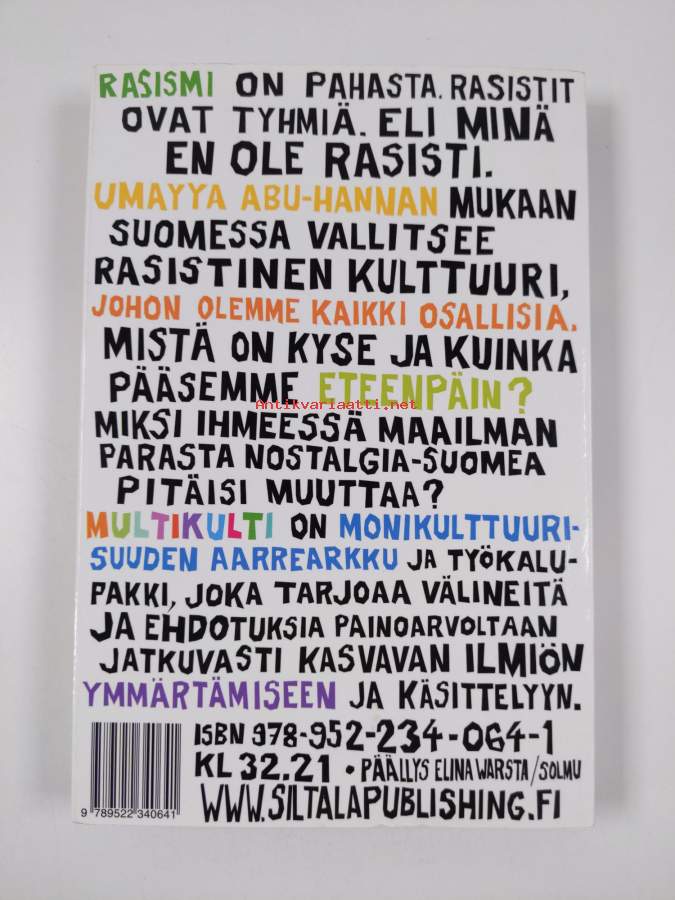 RASISMI ON PAHASTA. RASISTIT
OVAT TYHMIÄ. ELI MINÄ
EN OLE RASISTI.
UMAYYA ABU-HANNAN MUKAAN
SUOMESSA VALLITSEE
RASISTINEN KULTTUURI,
JOHON OLEMME KAIKKI OSALLISIA.
MISTÄ ON KYSE JA KUINKA
PÄÄSEMME ETEENPÄIN?
Antikvariaatti.net
MIKSI IHMEESSÄ MAAILMAN
PARASTA NOSTALGIA-SUOMEA
PITÄISI MUUTTAA?
MULTIKULTI ON MONIKULTTUURI-
SUUDEN AARREARKKU JA TYÖKALU-
PAKKI, JOKA TARJOAA VÄLINEITÄ
JA EHDOTUKSIA PAINOARVOLTAAN
JATKUVASTI KASVAVAN ILMIÖN
YMMÄRTÄMISEEN JA KÄSITTELYYN.
ISBN 978-952-234-064-1
KL 32.21 • PÄÄLLYS ELINA WARSTA/SOLMU
WWW.SILTALAPUBLISHING.FI
9 789522 340641